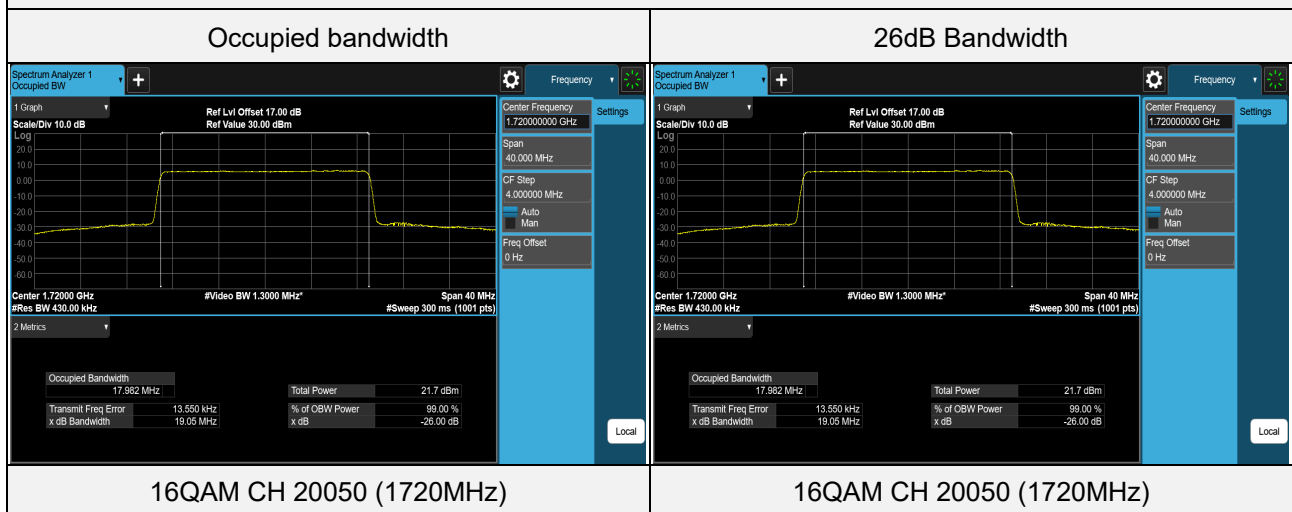 Occupied bandwidth
26dB Bandwidth
Spectrum Analyzer 1
Occupied BW
Frequency
1 Graph
Ref Lvl Offset 17.00 dB
Scale/Div 10.0 dB
Ref Value 30.00 dBm
Log
20.0
10.0
0.00
-10.0
-20.0
-30.0
-40.0
-50.0
-60.0
Center 1.72000 GHz
#Video BW 1.3000 MHz*
Span 40 MHz
#Res BW 430.00 kHz
#Sweep 300 ms (1001 pts)
Center Frequency
1.720000000 GHz
Settings
Span
40.000 MHz
CF Step
4.000000 MHz
Auto
Man
Freq Offset
0 Hz
Local
2 Metrics
Occupied Bandwidth
17.982 MHz
Total Power 21.7 dBm
Transmit Freq Error 13.550 kHz
% of OBW Power 99.00 %
x dB Bandwidth 19.05 MHz
x dB -26.00 dB
Spectrum Analyzer 1
Occupied BW
Frequency
1 Graph
Ref Lvl Offset 17.00 dB
Scale/Div 10.0 dB
Ref Value 30.00 dBm
Log
20.0
10.0
0.00
-10.0
-20.0
-30.0
-40.0
-50.0
-60.0
Center 1.72000 GHz
#Video BW 1.3000 MHz*
Span 40 MHz
#Res BW 430.00 kHz
#Sweep 300 ms (1001 pts)
Center Frequency
1.720000000 GHz
Settings
Span
40.000 MHz
CF Step
4.000000 MHz
Auto
Man
Freq Offset
0 Hz
Local
2 Metrics
Occupied Bandwidth
17.982 MHz
Total Power 21.7 dBm
Transmit Freq Error 13.550 kHz
% of OBW Power 99.00 %
x dB Bandwidth 19.05 MHz
x dB -26.00 dB
16QAM CH 20050 (1720MHz)
16QAM CH 20050 (1720MHz)